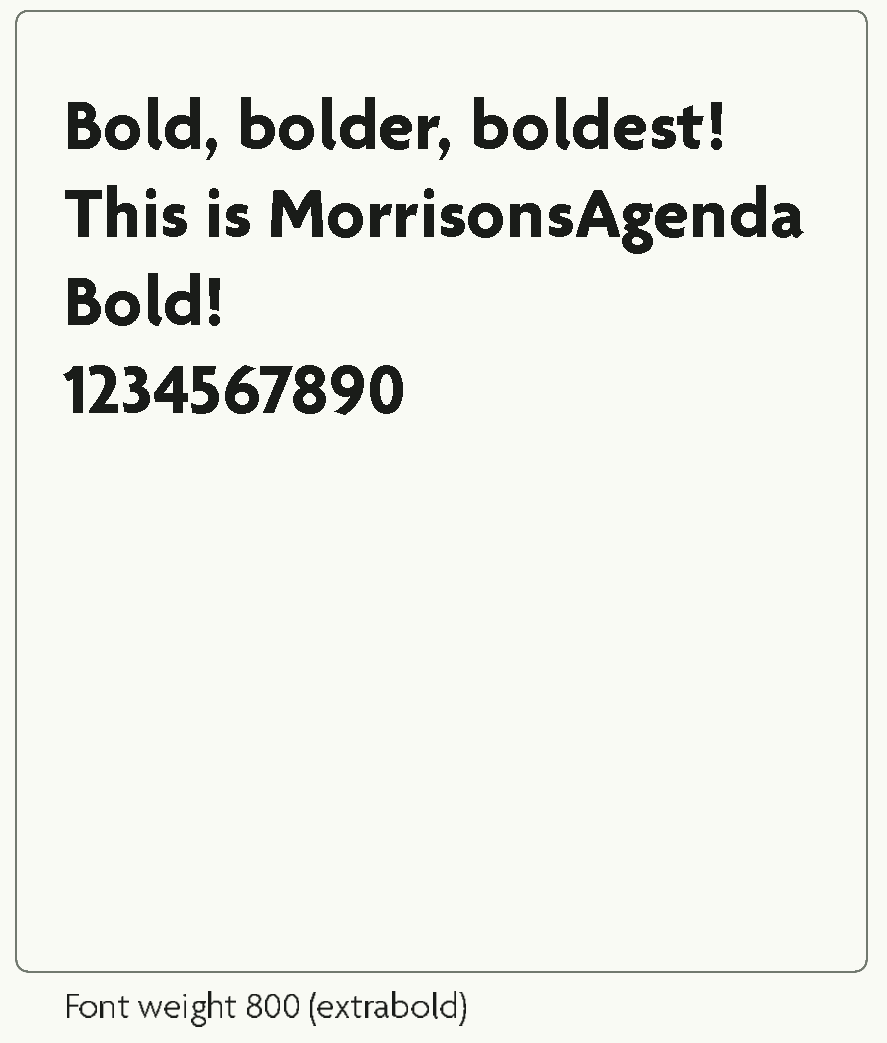 Bold, bolder, boldest!
This is MorrisonsAgenda
Bold!
1234567890
Font weight 800 (extrabold)